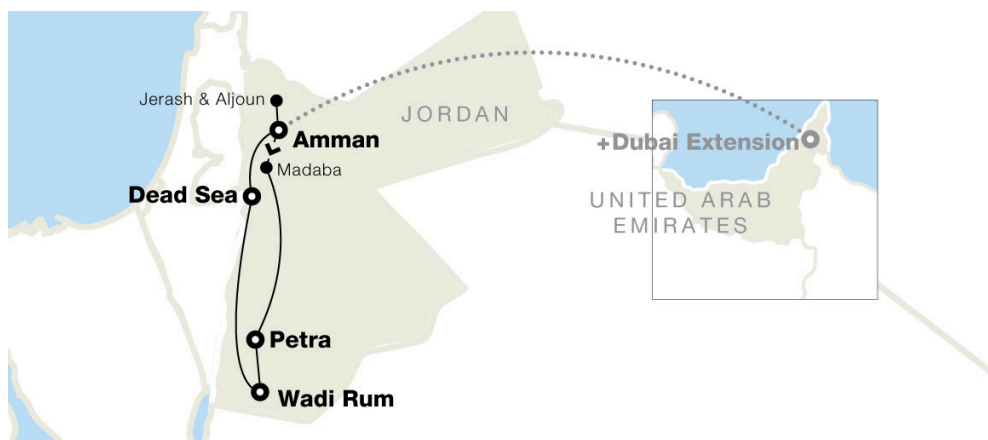 Jerash & Aljoun
Amman
JORDAN
Madaba
Dead Sea
Petra
Wadi Rum
+Dubai Extension
UNITED ARAB
EMIRATES